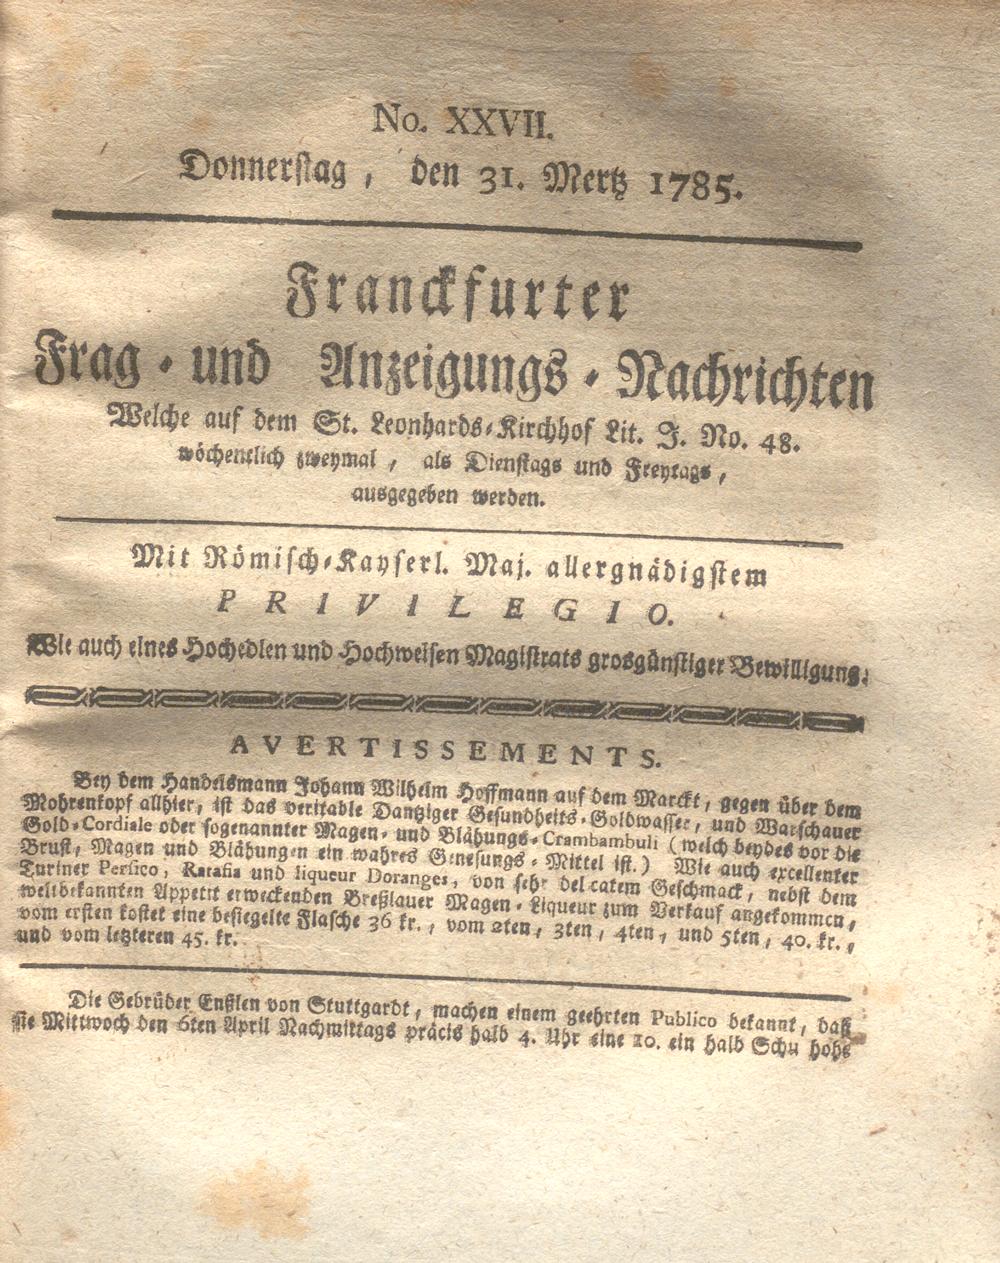 No. XXVII.
Donnerstag, den 31. Mertz 1785.
Franckfurter
Frag- und Anzeigungs-Nachrichten
Welche auf dem St. Leonhards-Kirchhof Lit. J. No. 48.
wöchentlich zweymal, als Dienstags und Freytags,
ausgegeben werden.
Mit Römisch-Kayserl. Maj. allergnädigstem
PRIVILEGIO.
Wie auch eines Hochedlen und Hochweisen Magistrats grosgünstiger Bewilligung.
AVERTISSEMENTS.
Bey dem Handelsmann Johann Wilhelm Hoffmann auf dem Marckt, gegen über dem
Mohrenkopf allhier, ist das veritable Dantziger Gesundheits-Goldwasser, und Warschauer
Gold-Cordiale oder sogenannter Magen- und Blähungs-Crambambuli (welch beydes vor die
Brust, Magen und Blähungen ein wahres Genesungs-Mittel ist.) Wie auch excellenter
Turiner Persico, Ratafia und liqueur Doranges, von sehr delicatem Geschmack, nebst dem
weltbekannten Appetit erweckenden Breßlauer Magen-Liqueur zum Verkauf angekommen,
vom ersten kostet eine besiegelte Flasche 36 kr., vom 2ten, 3ten, 4ten, und 5ten, 40. kr.,
und vom letzteren 45. kr.
Die Gebrüder Enßlen von Stuttgardt, machen einem geehrten Publico bekannt, daß
sie Mittwoch den 6ten April Nachmittags präcis halb 4. Uhr eine 10. ein halb Schu hohe